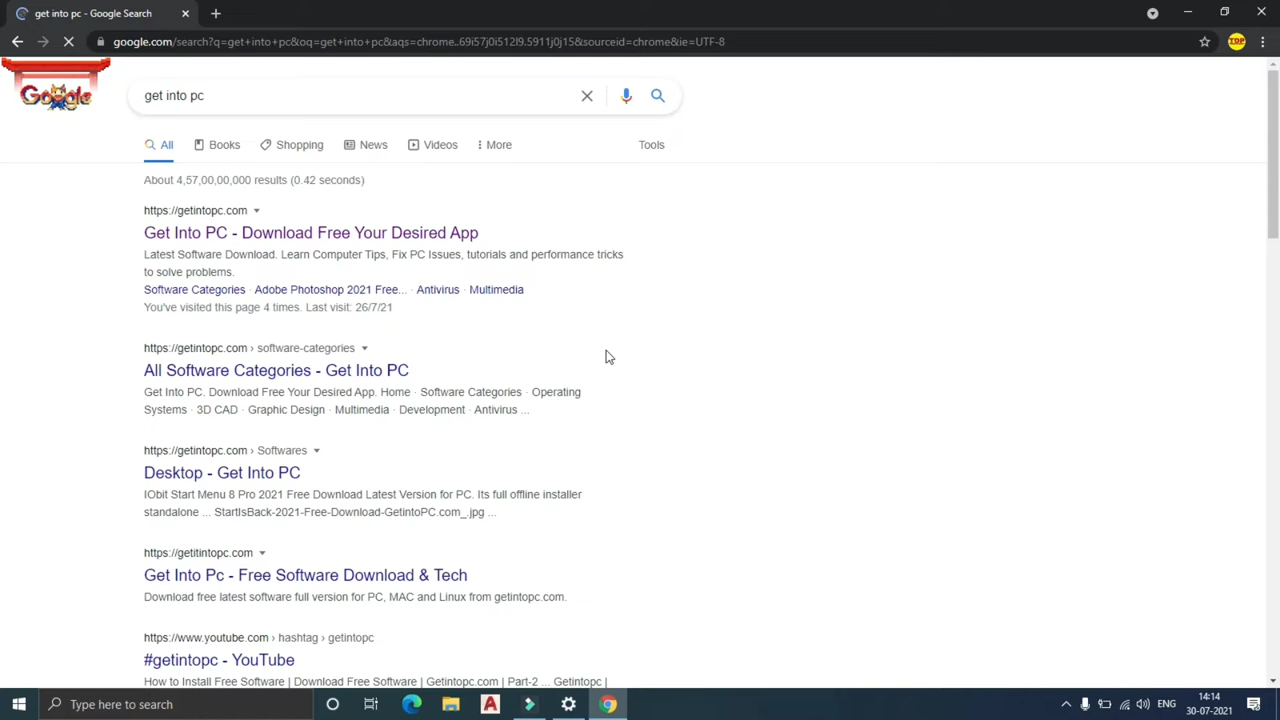 get into pc - Google Search
google.com/search?q=get+into+pc&oq=get+into+pc&aqs=chrome..69i57j0i512l9.5911j0j15&sourceid=chrome&ie=UTF-8
TOP
Google
get into pc
All Books Shopping News Videos More Tools
About 4,57,00,00,000 results (0.42 seconds)
https://getintopc.com
Get Into PC - Download Free Your Desired App
Latest Software Download. Learn Computer Tips, Fix PC Issues, tutorials and performance tricks
to solve problems.
Software Categories · Adobe Photoshop 2021 Free... · Antivirus · Multimedia
You've visited this page 4 times. Last visit: 26/7/21
https://getintopc.com › software-categories
All Software Categories - Get Into PC
Get Into PC. Download Free Your Desired App. Home · Software Categories · Operating
Systems · 3D CAD · Graphic Design · Multimedia · Development · Antivirus ...
https://getintopc.com › Softwares
Desktop - Get Into PC
IObit Start Menu 8 Pro 2021 Free Download Latest Version for PC. Its full offline installer
standalone ... StartIsBack-2021-Free-Download-GetintoPC.com_.jpg ...
https://getitintopc.com
Get Into Pc - Free Software Download & Tech
Download free latest software full version for PC, MAC and Linux from getintopc.com.
https://www.youtube.com › hashtag › getintopc
#getintopc - YouTube
How to Install Free Software | Download Free Software | Getintopc.com | Part-2 ... Getintopc |
Type here to search
A
ENG
14:14
30-07-2021